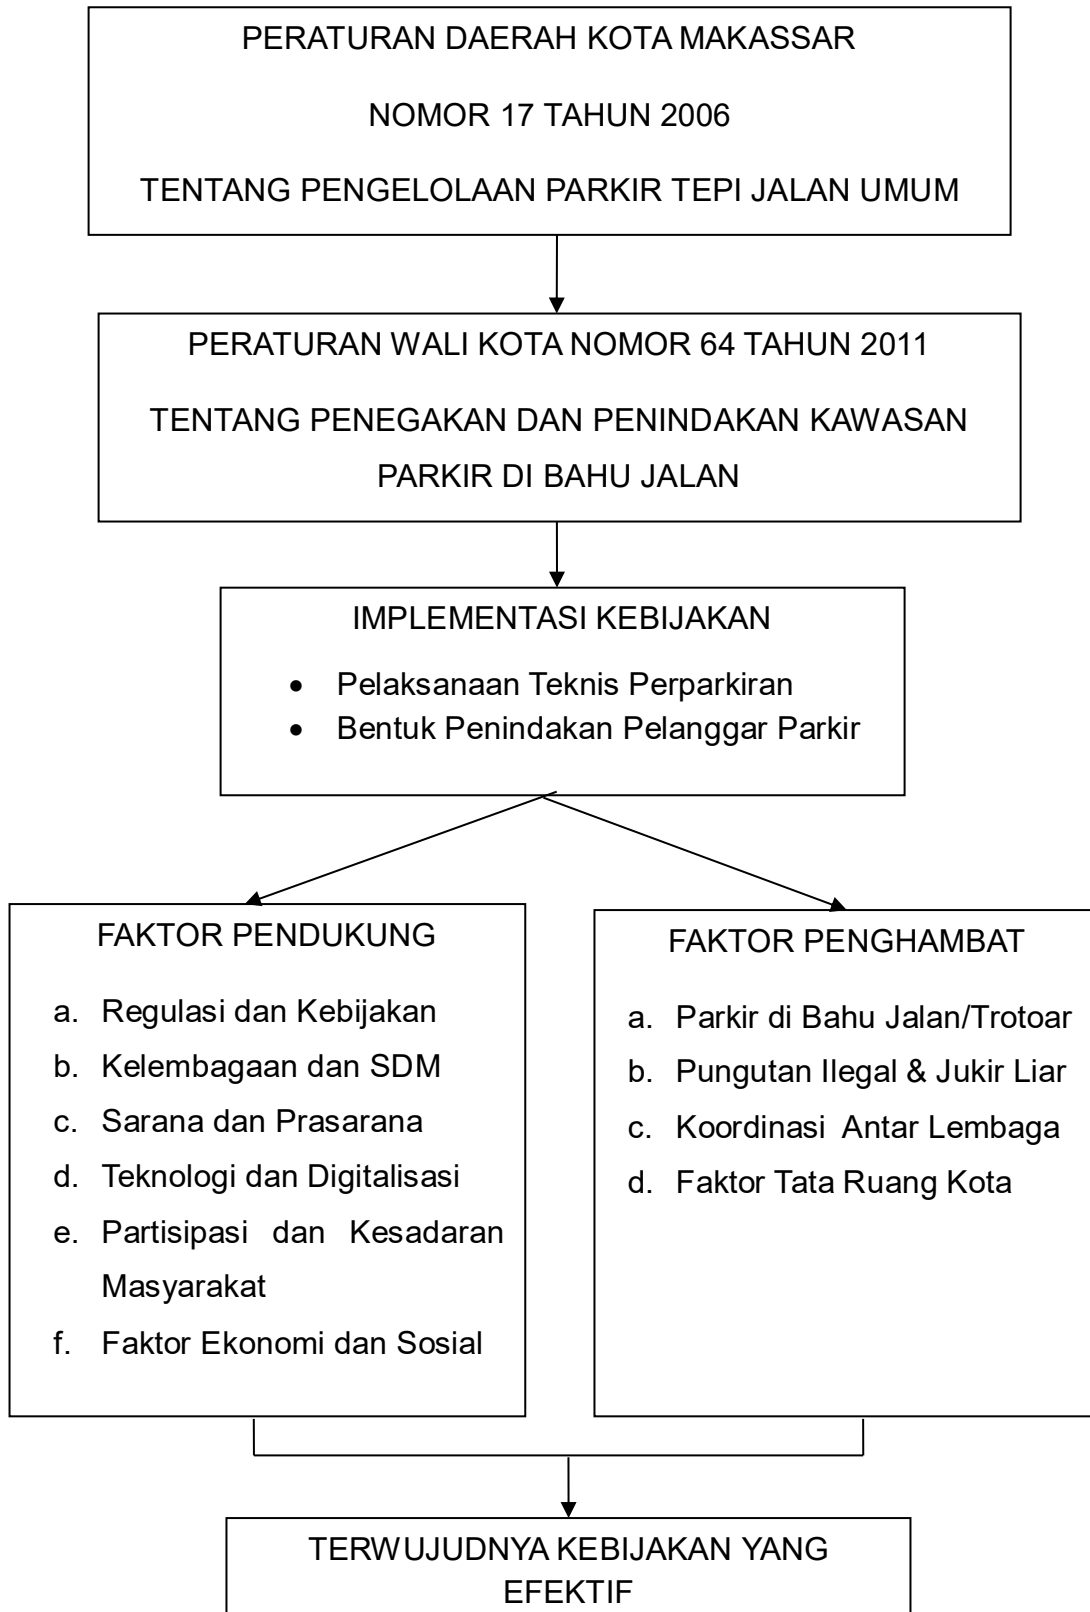 PERATURAN DAERAH KOTA MAKASSAR
NOMOR 17 TAHUN 2006
TENTANG PENGELOLAAN PARKIR TEPI JALAN UMUM
PERATURAN WALI KOTA NOMOR 64 TAHUN 2011
TENTANG PENEGAKAN DAN PENINDAKAN KAWASAN
PARKIR DI BAHU JALAN
IMPLEMENTASI KEBIJAKAN
• Pelaksanaan Teknis Perparkiran
• Bentuk Penindakan Pelanggar Parkir
FAKTOR PENDUKUNG
a. Regulasi dan Kebijakan
b. Kelembagaan dan SDM
c. Sarana dan Prasarana
d. Teknologi dan Digitalisasi
e. Partisipasi dan Kesadaran
Masyarakat
f. Faktor Ekonomi dan Sosial
FAKTOR PENGHAMBAT
a. Parkir di Bahu Jalan/Trotoar
b. Pungutan Ilegal & Jukir Liar
c. Koordinasi Antar Lembaga
d. Faktor Tata Ruang Kota
TERWUJUDNYA KEBIJAKAN YANG
EFEKTIF